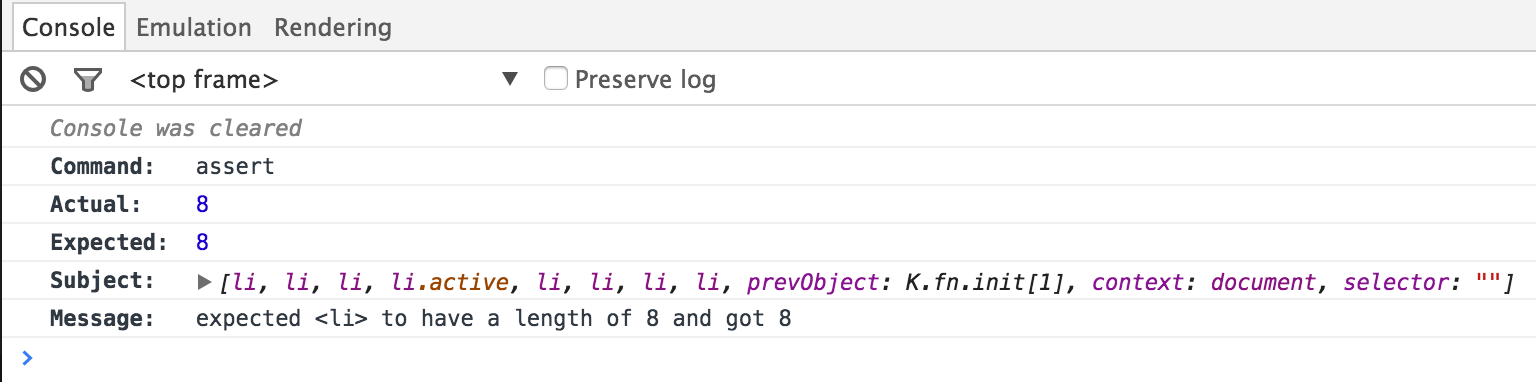 Console Emulation Rendering
<top frame> ▼ Preserve log
Console was cleared
Command: assert
Actual: 8
Expected: 8
Subject: ▶[li, li, li, li.active, li, li, li, li, prevObject: K.fn.init[1], context: document, selector: ""]
Message: expected <li> to have a length of 8 and got 8
>